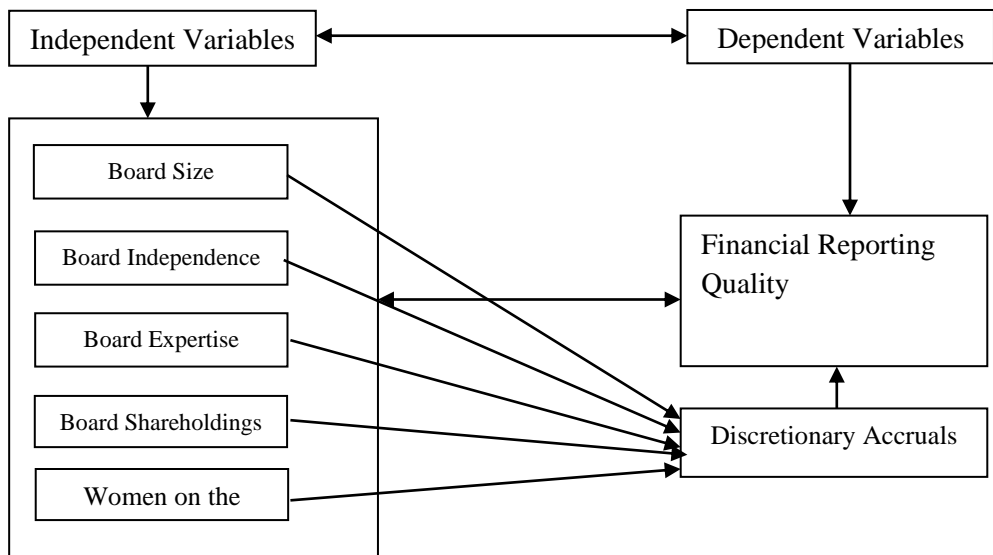 Independent Variables
Dependent Variables
Board Size
Board Independence
Board Expertise
Board Shareholdings
Women on the
Financial Reporting
Quality
Discretionary Accruals